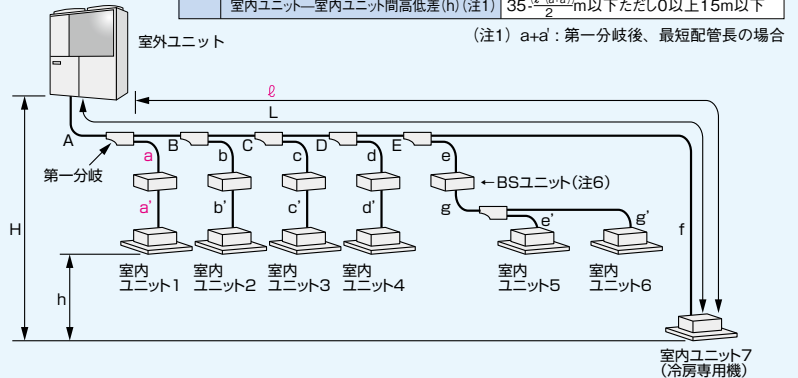 室内ユニット―室内ユニット間高低差(h)(注1) 35-(ℓ-(a+a'))/2m以下ただし0以上15m以下
(注1) a+a' : 第一分岐後、最短配管長の場合
室外ユニット
ℓ
L
A
B
C
D
E
第一分岐
a
b
c
d
e
←BSユニット(注6)
a'
b'
c'
d'
g
e'
g'
f
H
h
室内
ユニット1
室内
ユニット2
室内
ユニット3
室内
ユニット4
室内
ユニット5
室内
ユニット6
室内ユニット7
(冷房専用機)